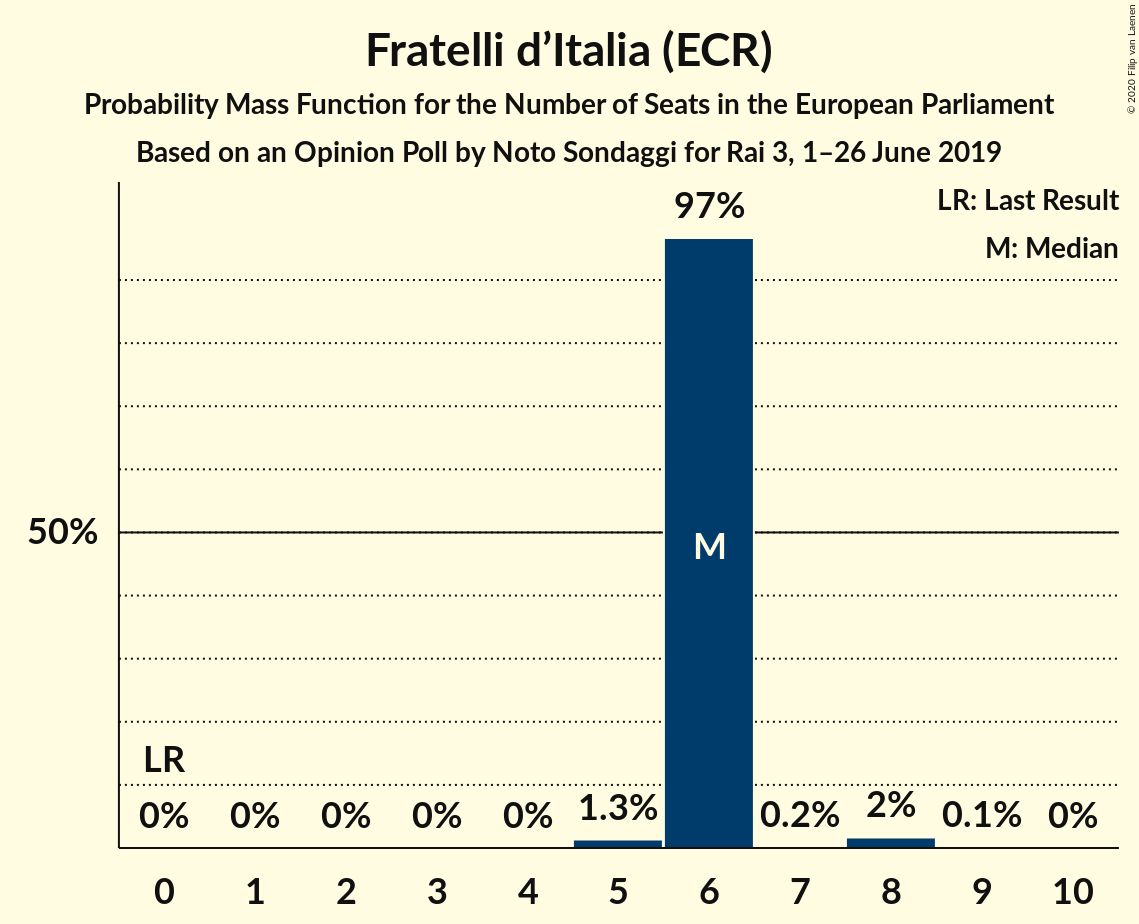 Fratelli d’Italia (ECR)
Probability Mass Function for the Number of Seats in the European Parliament
Based on an Opinion Poll by Noto Sondaggi for Rai 3, 1–26 June 2019
© 2020 Filip van Laenen
LR: Last Result
M: Median
97%
50%
M
LR
0% 0% 0% 0% 0% 1.3% 0.2% 2% 0.1% 0%
0 1 2 3 4 5 6 7 8 9 10